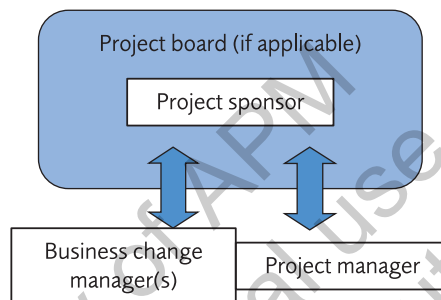 Project board (if applicable)
Project sponsor
Business change
manager(s)
Project manager